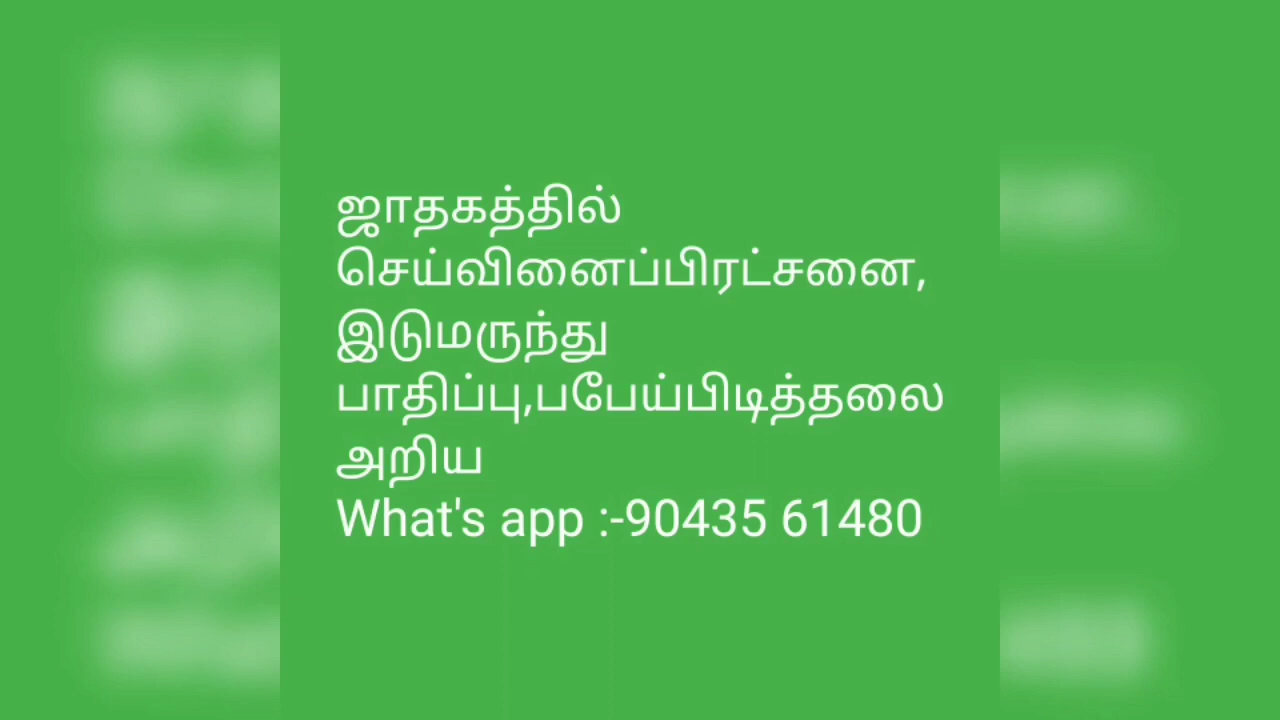 ஜாதகத்தில்
செய்வினைப்பிரட்சனை,
இடுமருந்து
பாதிப்பு,பபேய்பிடித்தலை
அறிய
What's app :-90435 61480